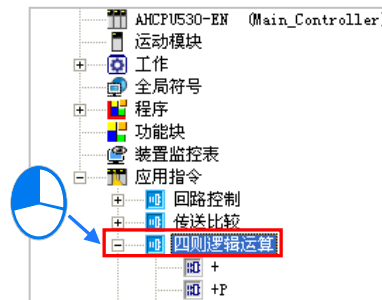 AHCPU530-EN (Main_Controller)
运动模块
工作
全局符号
程序
功能块
装置监控表
应用指令
回路控制
传送比较
四则逻辑运算
+
+P